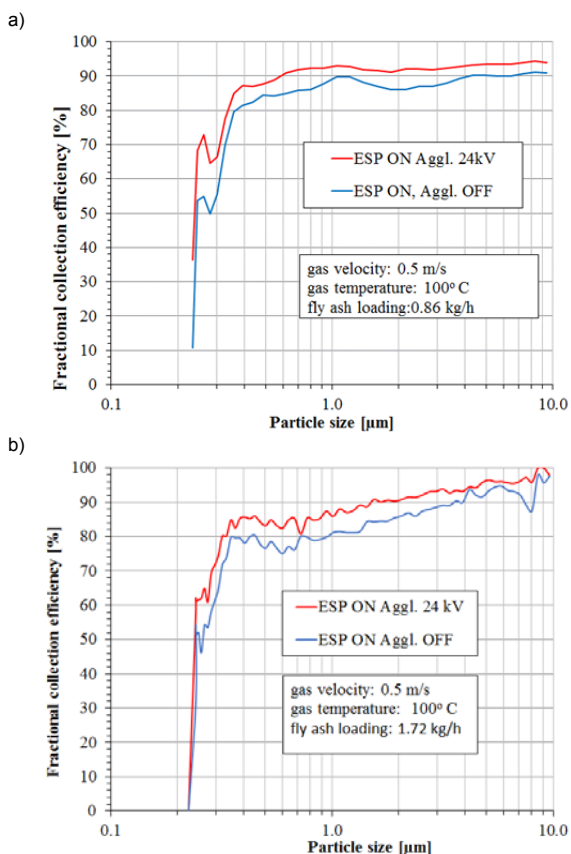 a)
Fractional collection efficiency [%]
100
90
80
70
60
50
40
30
20
10
0
ESP ON Aggl. 24kV
ESP ON, Aggl. OFF
gas velocity: 0.5 m/s
gas temperature: 100° C
fly ash loading:0.86 kg/h
0.1
1.0
10.0
Particle size [µm]
b)
Fractional collection efficiency [%]
100
90
80
70
60
50
40
30
20
10
0
ESP ON Aggl. 24 kV
ESP ON Aggl. OFF
gas velocity: 0.5 m/s
gas temperature: 100° C
fly ash loading: 1.72 kg/h
0.1
1.0
10.0
Particle size [µm]